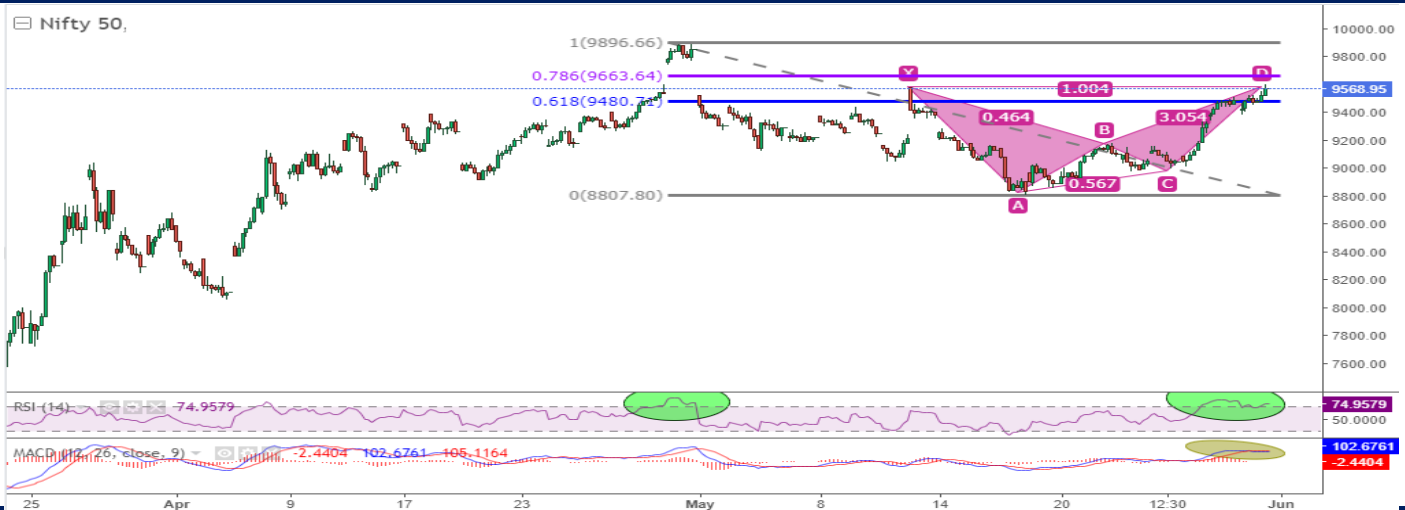 Nifty 50,
1(9896.66)
0.786(9663.64)
0.618(9480.71)
0(8807.80)
X
1.004
D
0.464
3.054
B
0.567
C
A
10000.00
9800.00
9568.95
9400.00
9200.00
9000.00
8800.00
8600.00
8400.00
8200.00
8000.00
7800.00
7600.00
RSI (14) 74.9579
74.9579
50.0000
MACD (12, 26, close, 9) -2.4404 102.6761 105.1164
102.6761
-2.4404
25 Apr 9 17 23 May 8 14 20 12:30 Jun